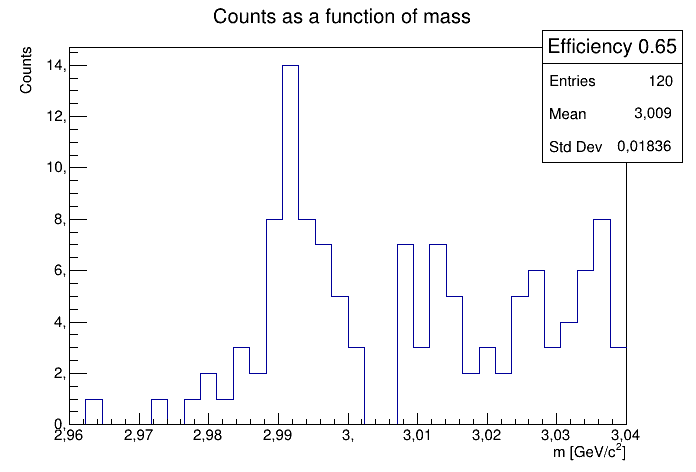 Counts as a function of mass
Efficiency 0.65
Entries 120
Mean 3,009
Std Dev 0,01836
Counts
14,
12,
10,
8,
6,
4,
2,
0,
2,96 2,97 2,98 2,99 3, 3,01 3,02 3,03 3,04
m [GeV/c²]